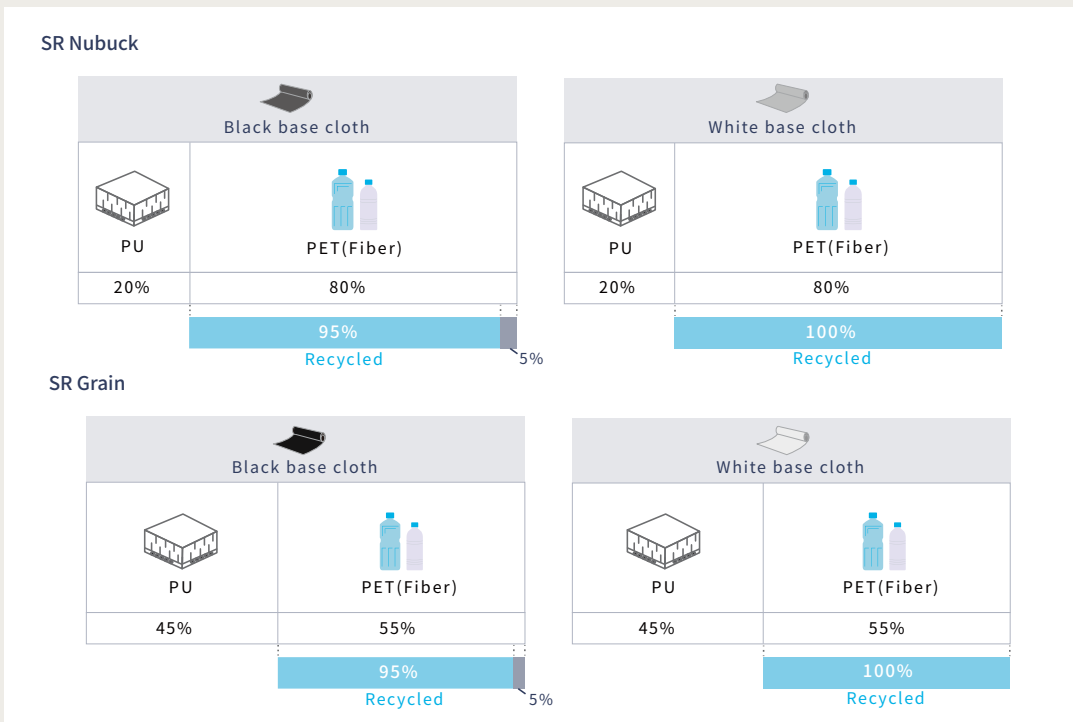 SR Nubuck
Black base cloth
White base cloth
PU
PET(Fiber)
PU
PET(Fiber)
20%
80%
20%
80%
95%
100%
Recycled
5%
Recycled
SR Grain
Black base cloth
White base cloth
PU
PET(Fiber)
PU
PET(Fiber)
45%
55%
45%
55%
95%
100%
Recycled
5%
Recycled